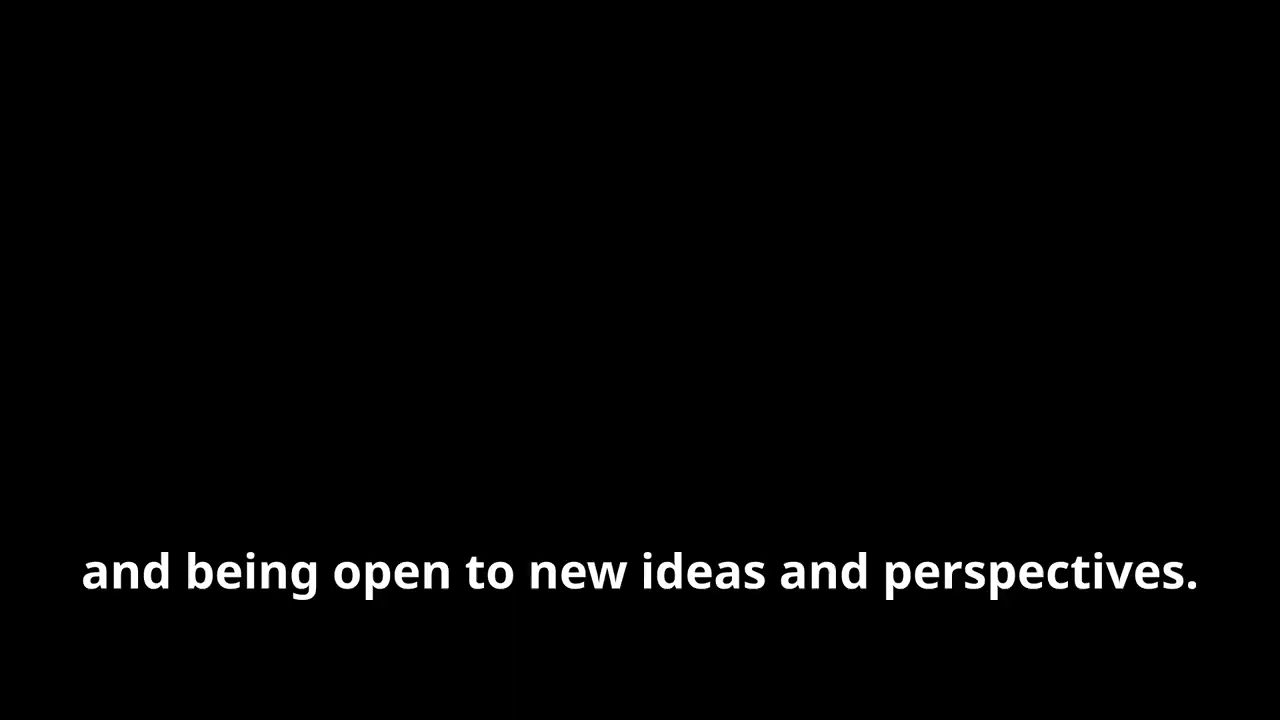 and being open to new ideas and perspectives.